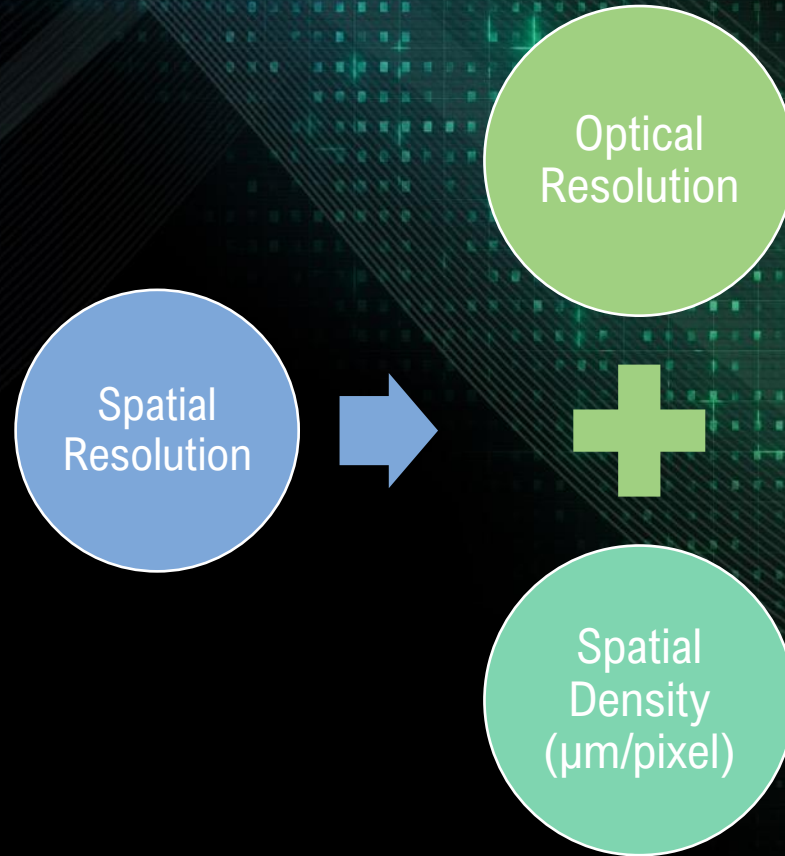 Spatial
Resolution
Optical
Resolution
Spatial
Density
(μm/pixel)